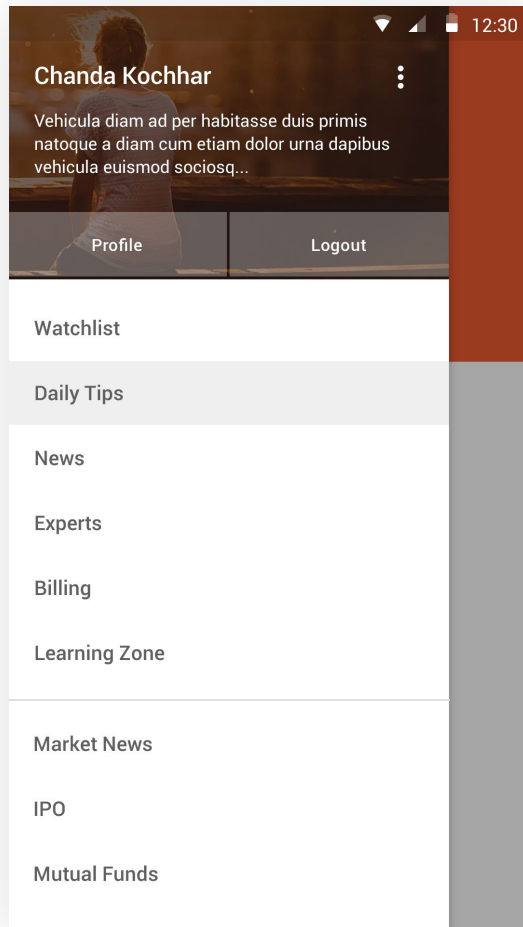 12:30
Chanda Kochhar
Vehicula diam ad per habitasse duis primis
natoque a diam cum etiam dolor urna dapibus
vehicula euismod sociosq...
Profile
Logout
Watchlist
Daily Tips
News
Experts
Billing
Learning Zone
Market News
IPO
Mutual Funds